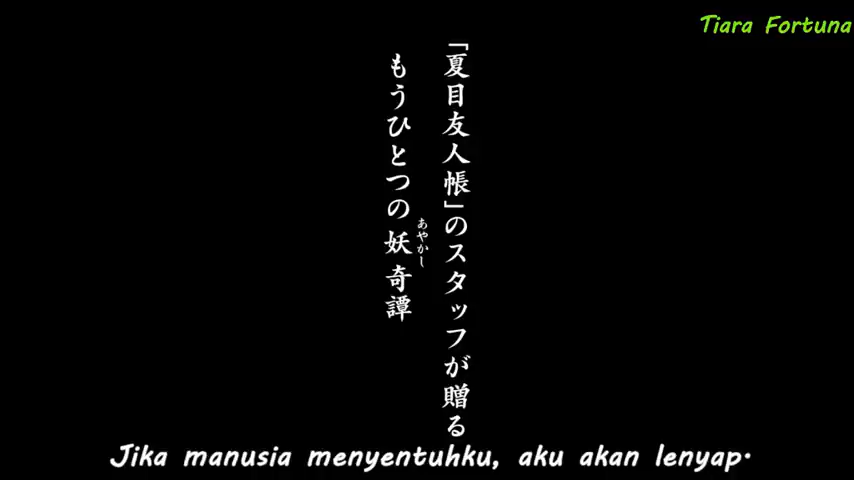 Tiara Fortuna
「夏目友人帳」のスタッフが贈る
もうひとつの妖奇譚
あやかし
Jika manusia menyentuhku, aku akan lenyap.